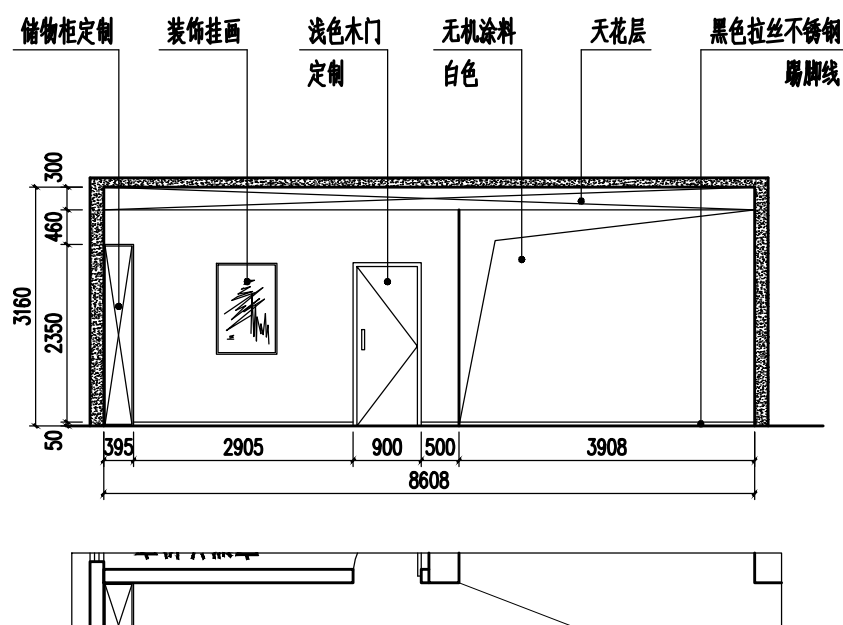 储物柜定制
装饰挂画
浅色木门
定制
无机涂料
白色
天花层
黑色拉丝不锈钢
踢脚线
300
460
3160
2350
50
395
2905
900
500
3908
8608